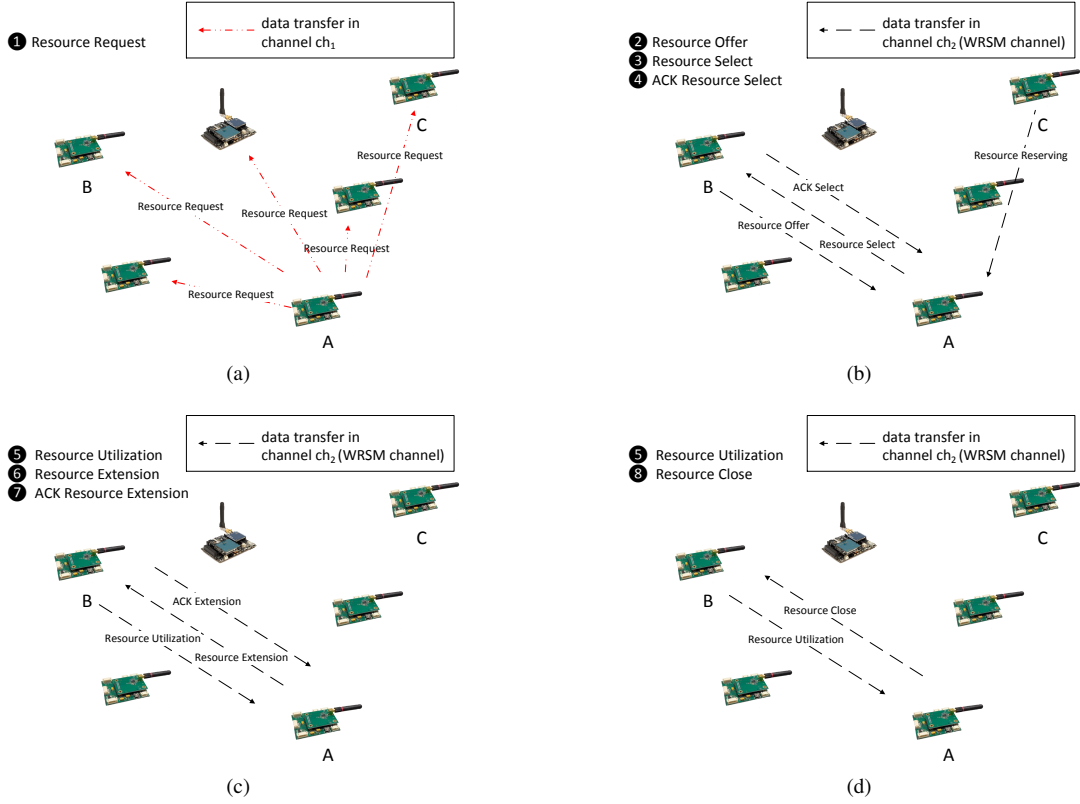 ❶ Resource Request
data transfer in
channel ch₁
C
B
Resource Request
Resource Request
Resource Request
Resource Request
Resource Request
A
(a)
❷ Resource Offer
❸ Resource Select
❹ ACK Resource Select
data transfer in
channel ch₂ (WRSM channel)
C
Resource Reserving
B
ACK Select
Resource Offer
Resource Select
A
(b)
❺ Resource Utilization
❻ Resource Extension
❼ ACK Resource Extension
data transfer in
channel ch₂ (WRSM channel)
C
B
ACK Extension
Resource Utilization
Resource Extension
A
(c)
❺ Resource Utilization
❽ Resource Close
data transfer in
channel ch₂ (WRSM channel)
C
B
Resource Close
Resource Utilization
A
(d)